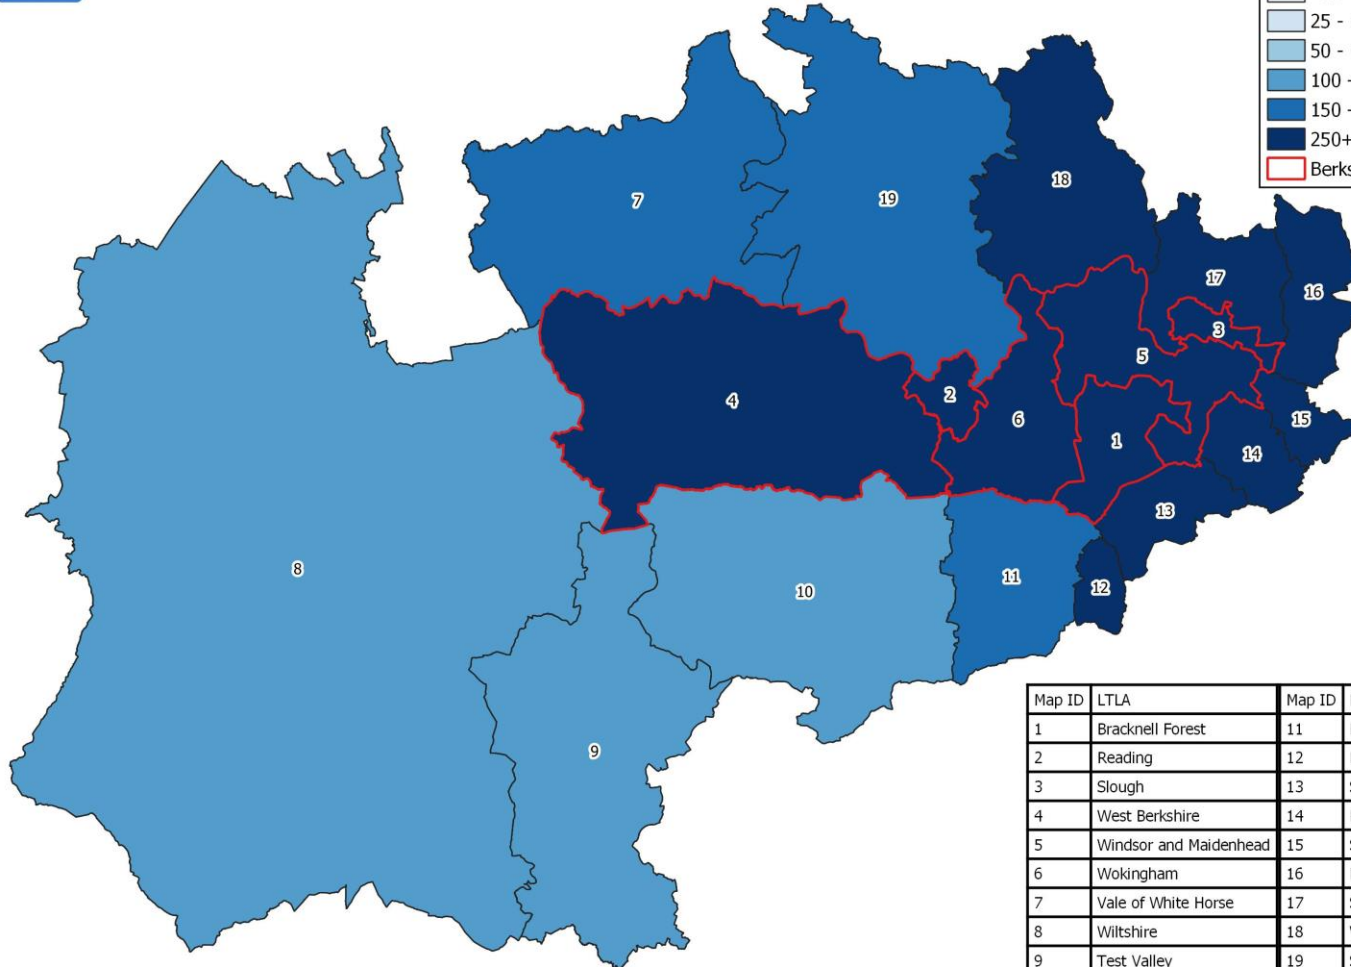 25 -
50 -
100 -
150 -
250+
Berks
18
7
19
17
16
3
5
4
2
6
1
15
14
13
8
11
12
10
9
Map ID LTLA Map ID
1 Bracknell Forest 11
2 Reading 12
3 Slough 13
4 West Berkshire 14
5 Windsor and Maidenhead 15
6 Wokingham 16
7 Vale of White Horse 17
8 Wiltshire 18
9 Test Valley 19